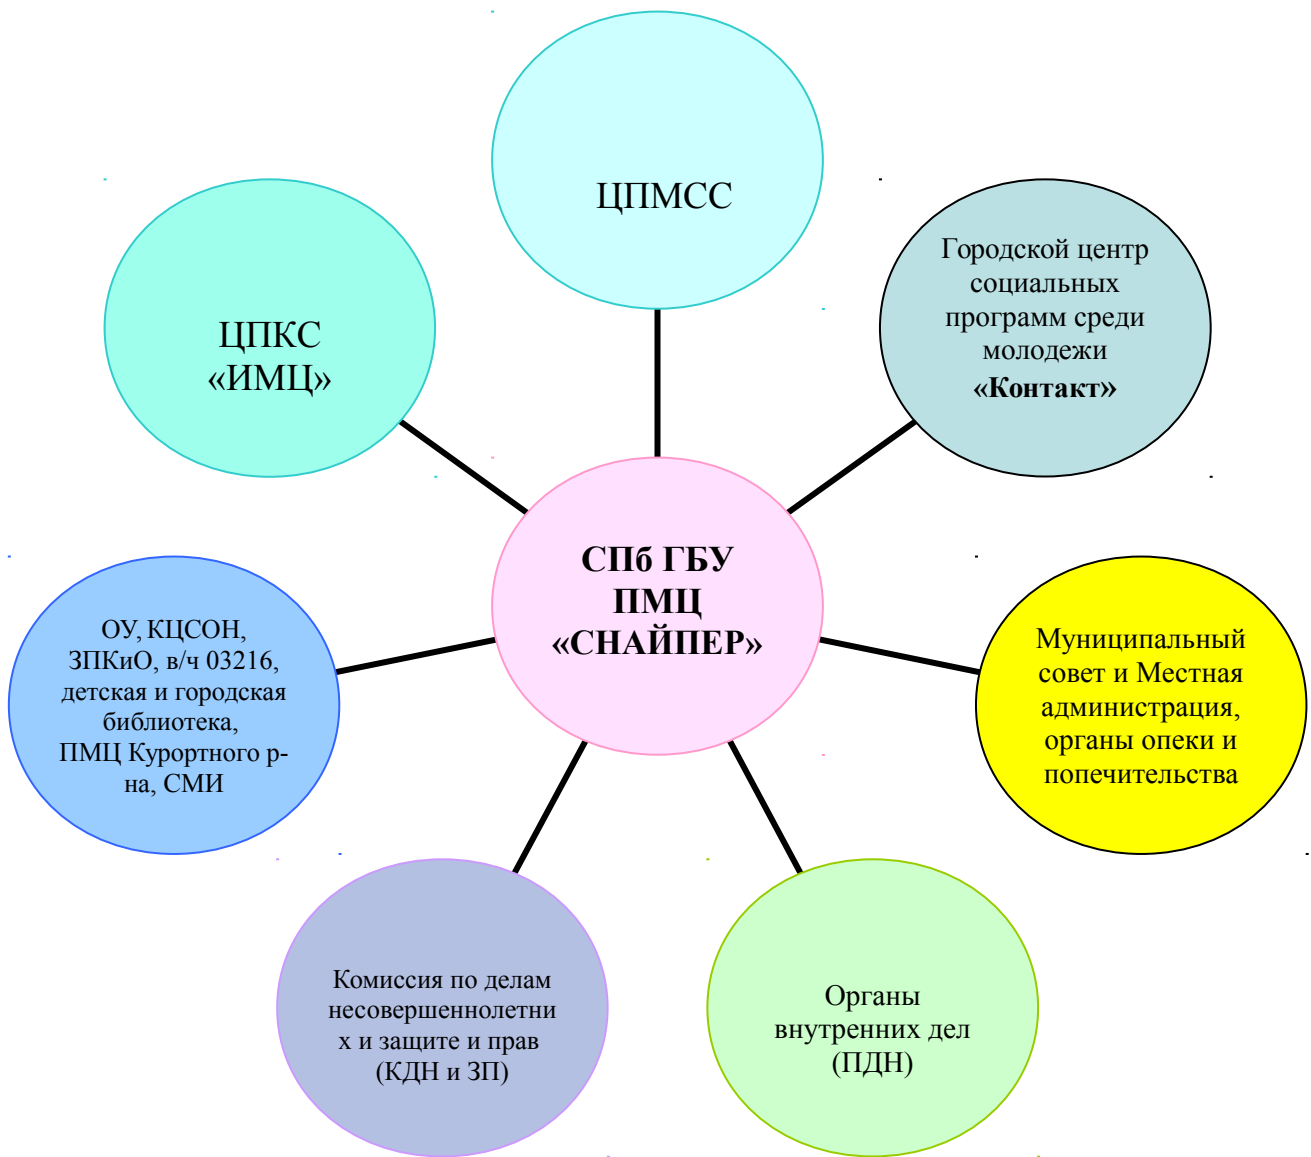 ЦПМСС
Городской центр
социальных
программ среди
молодежи
«Контакт»
ЦПКС
«ИМЦ»
СПб ГБУ
ПМЦ
«СНАЙПЕР»
ОУ, КЦСОН,
ЗПКиО, в/ч 03216,
детская и городская
библиотека,
ПМЦ Курортного р-
на, СМИ
Муниципальный
совет и Местная
администрация,
органы опеки и
попечительства
Комиссия по делам
несовершеннолетни
х и защите и прав
(КДН и ЗП)
Органы
внутренних дел
(ПДН)